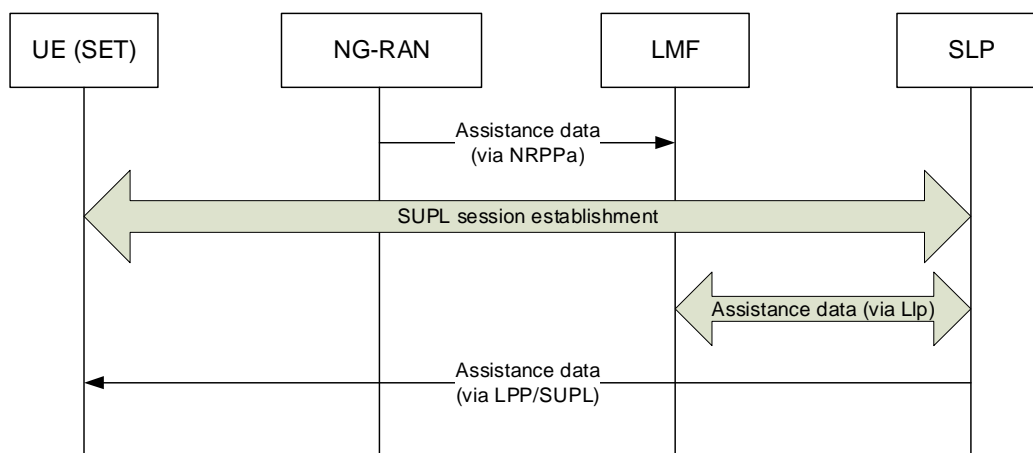 UE (SET)
NG-RAN
LMF
SLP
Assistance data
(via NRPPa)
SUPL session establishment
Assistance data (via Llp)
Assistance data
(via LPP/SUPL)